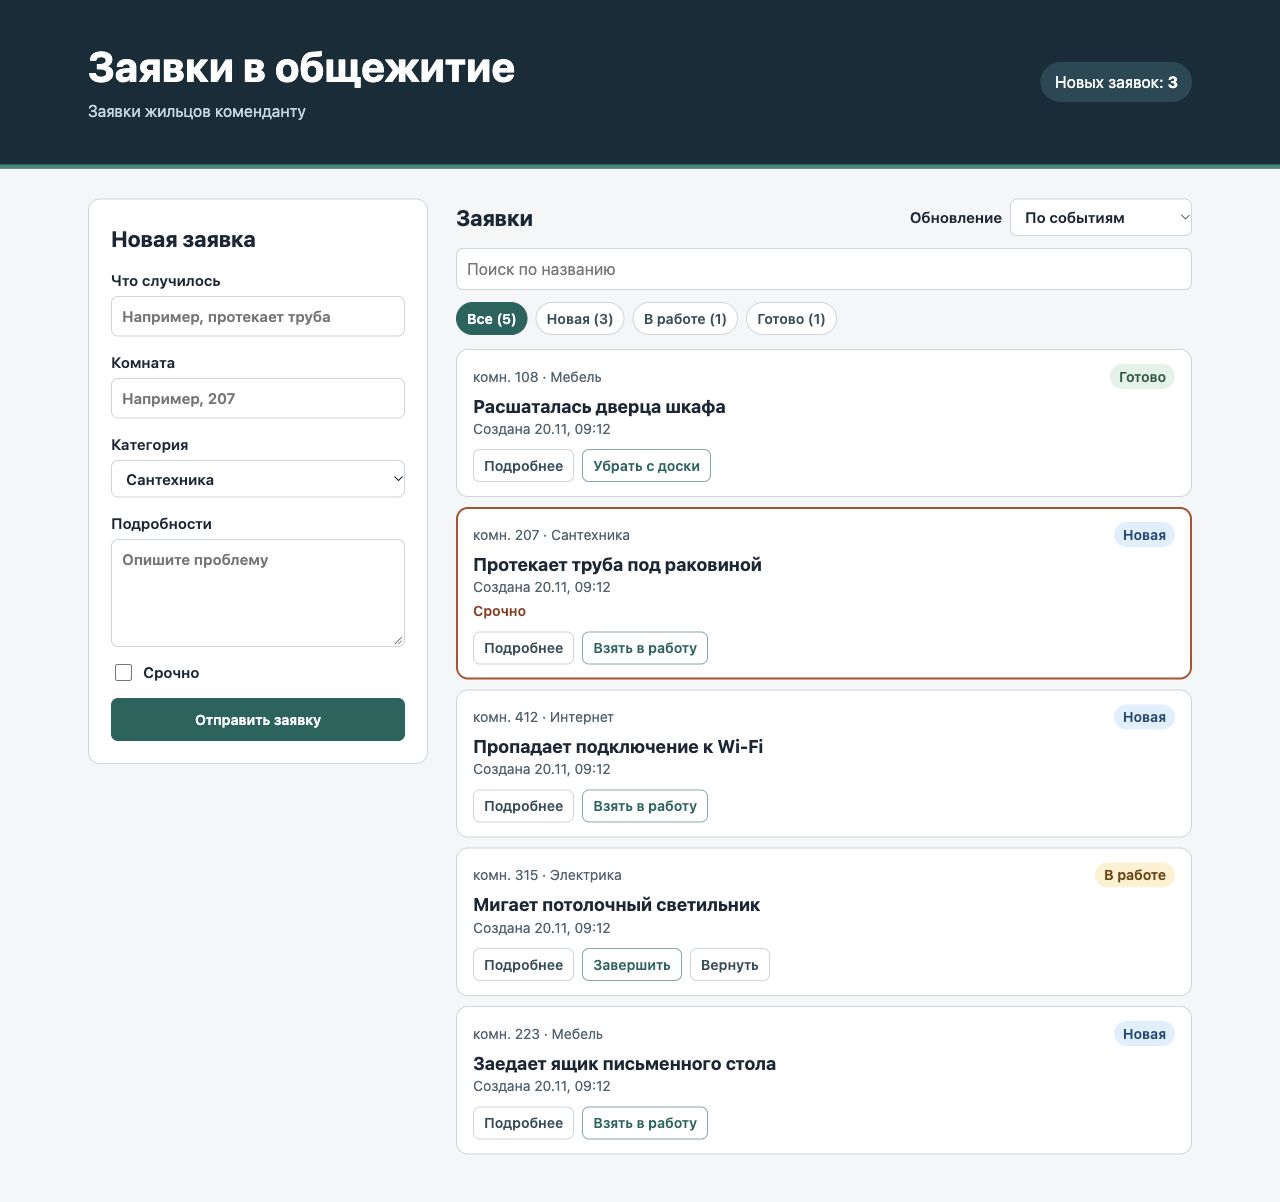 Заявки в общежитие
Заявки жильцов коменданту
Новых заявок: 3
Новая заявка
Что случилось
Например, протекает труба
Комната
Например, 207
Категория
Сантехника
Подробности
Опишите проблему
Срочно
Отправить заявку
Заявки
Обновление По событиям
Поиск по названию
Все (5) Новая (3) В работе (1) Готово (1)
комн. 108 · Мебель Готово
Расшаталась дверца шкафа
Создана 20.11, 09:12
Подробнее Убрать с доски
комн. 207 · Сантехника Новая
Протекает труба под раковиной
Создана 20.11, 09:12
Срочно
Подробнее Взять в работу
комн. 412 · Интернет Новая
Пропадает подключение к Wi-Fi
Создана 20.11, 09:12
Подробнее Взять в работу
комн. 315 · Электрика В работе
Мигает потолочный светильник
Создана 20.11, 09:12
Подробнее Завершить Вернуть
комн. 223 · Мебель Новая
Заедает ящик письменного стола
Создана 20.11, 09:12
Подробнее Взять в работу